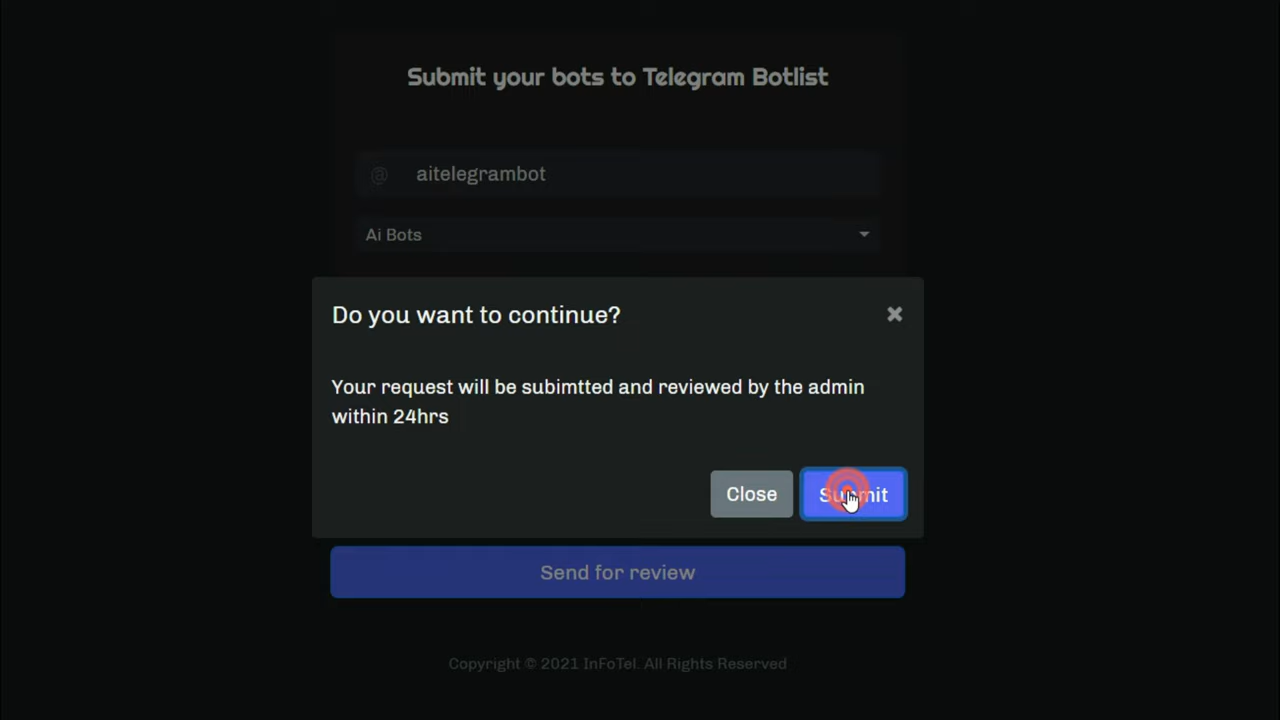 Submit your bots to Telegram Botlist
@ aitelegrambot
Ai Bots
Do you want to continue?
Your request will be subimtted and reviewed by the admin
within 24hrs
Close
Submit
Send for review
Copyright © 2021 InFoTel. All Rights Reserved